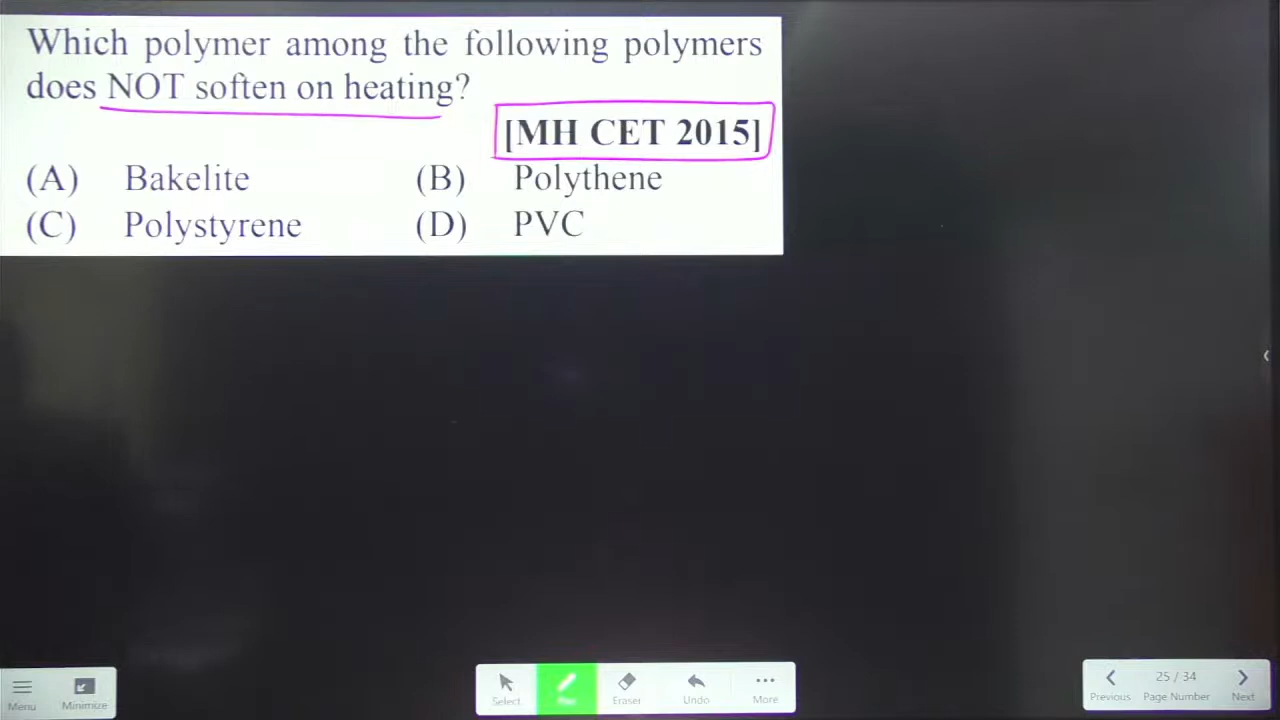 Which polymer among the following polymers
does NOT soften on heating?
[MH CET 2015]
(A) Bakelite (B) Polythene
(C) Polystyrene (D) PVC
Menu
Minimize
Select
Pen
Eraser
Undo
More
Previous
25 / 34
Page Number
Next